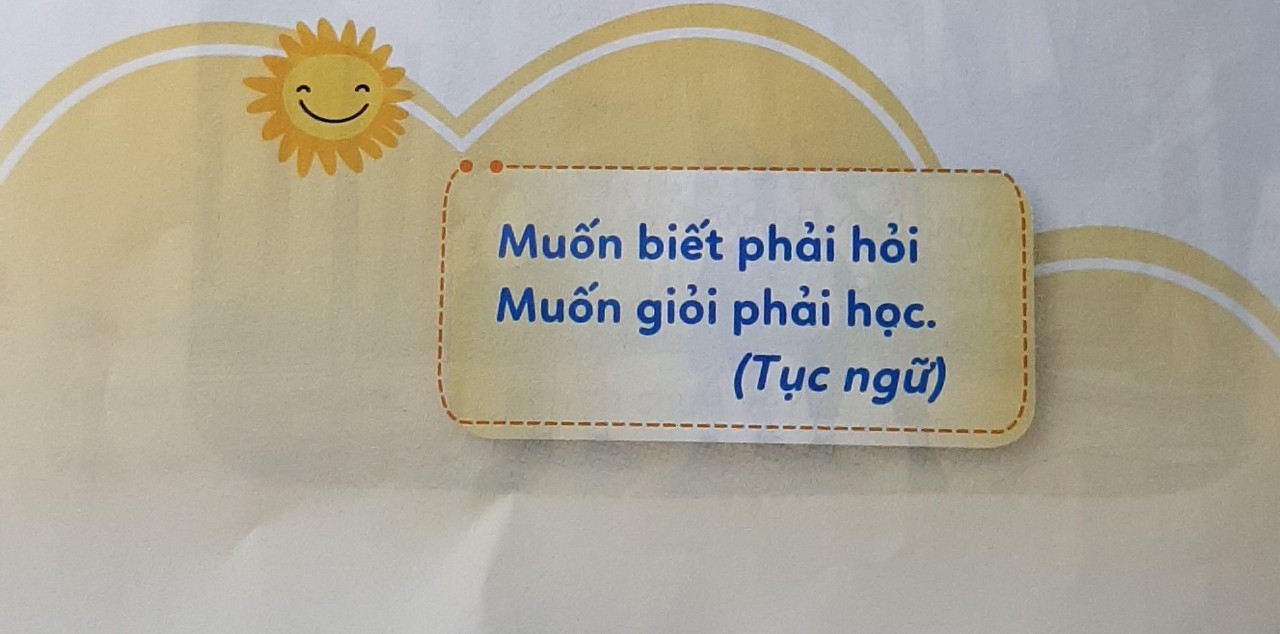 Muốn biết phải hỏi
Muốn giỏi phải học.
(Tục ngữ)